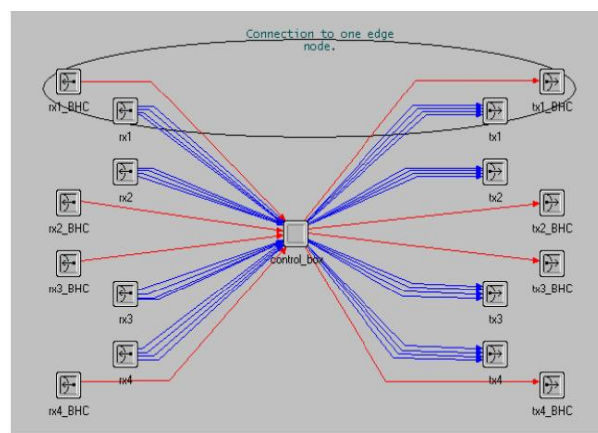 Connection to one edge
node.
rx1_BHC
tx1_BHC
rx1
tx1
rx2
tx2
rx2_BHC
tx2_BHC
control_box
rx3_BHC
tx3_BHC
rx3
tx3
rx4
tx4
rx4_BHC
tx4_BHC